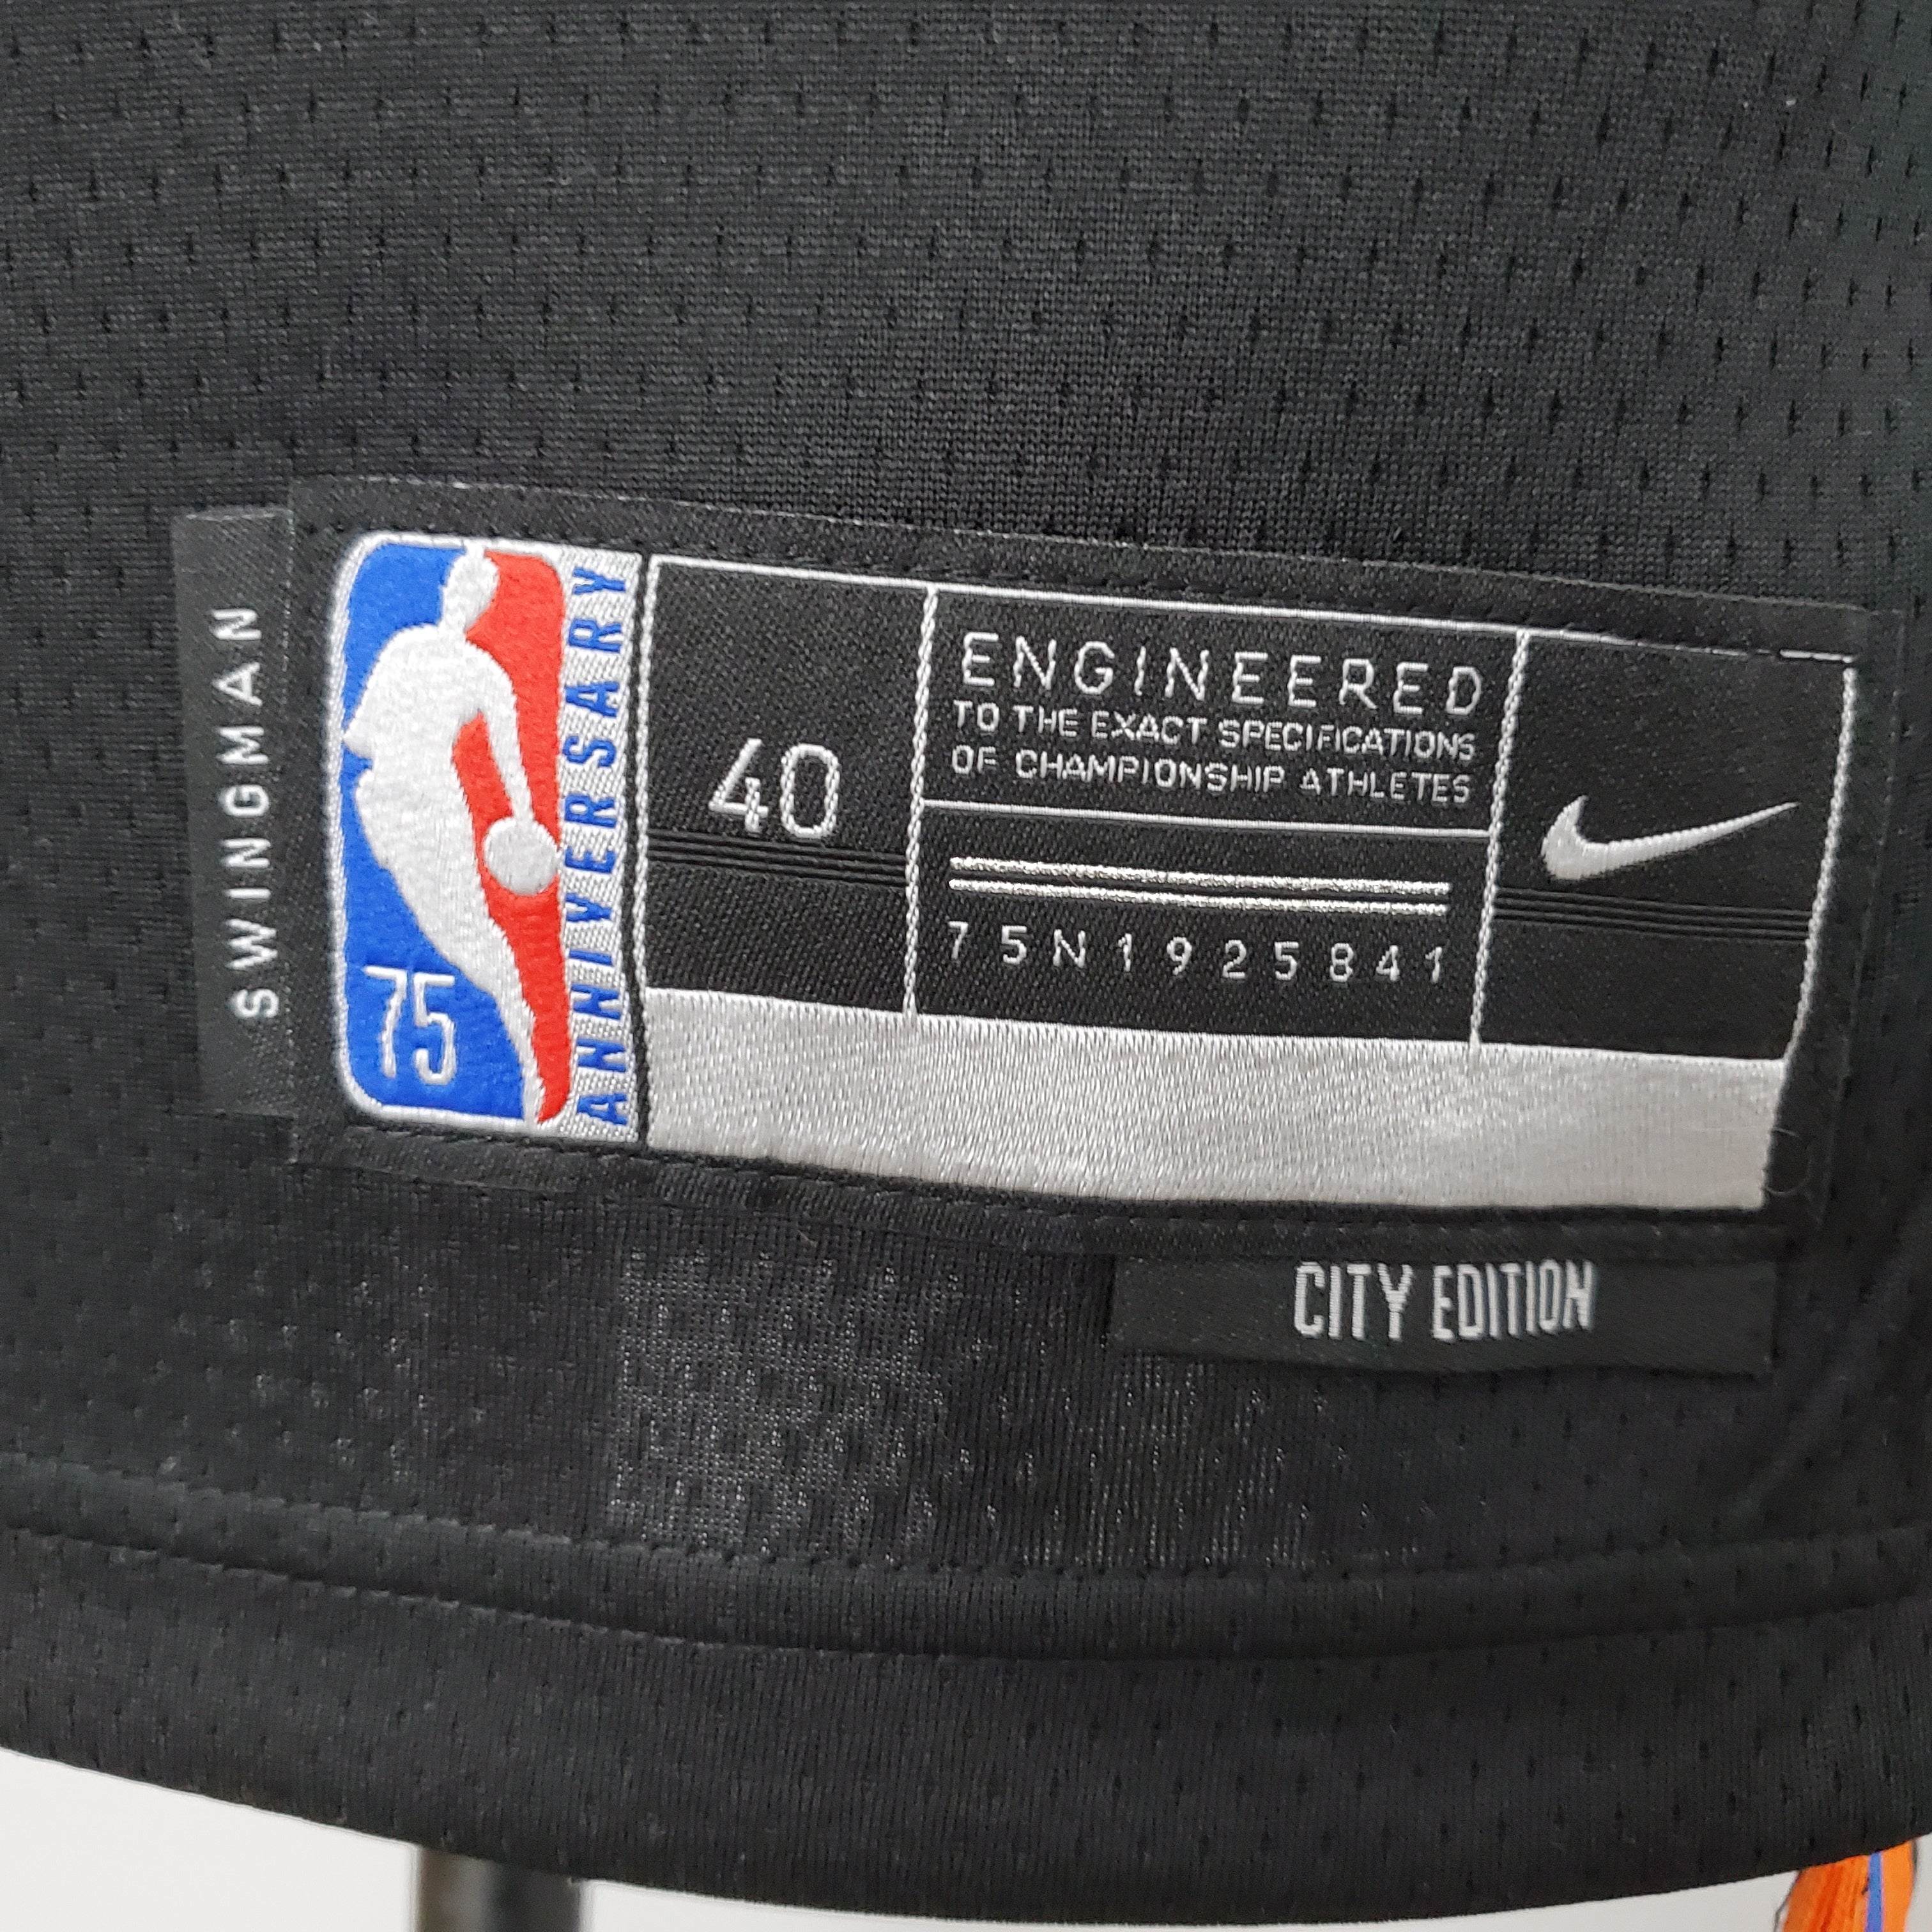 SWINGMAN
75
ANNIVERSARY
40
ENGINEERED
TO THE EXACT SPECIFICATIONS
OF CHAMPIONSHIP ATHLETES
75N1925841
CITY EDITION